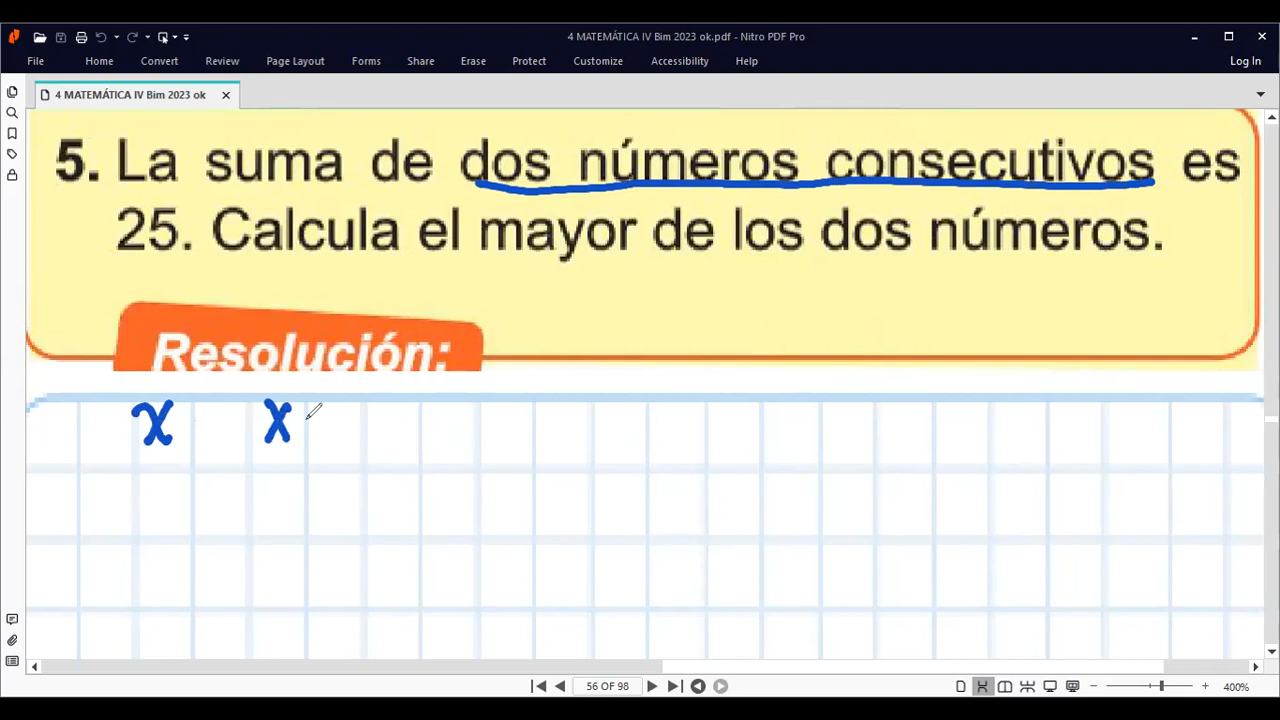 4 MATEMÁTICA IV Bim 2023 ok.pdf - Nitro PDF Pro
File Home Convert Review Page Layout Forms Share Erase Protect Customize Accessibility Help Log In
4 MATEMÁTICA IV Bim 2023 ok
5. La suma de dos números consecutivos es
25. Calcula el mayor de los dos números.
Resolución:
x x
56 OF 98
400%